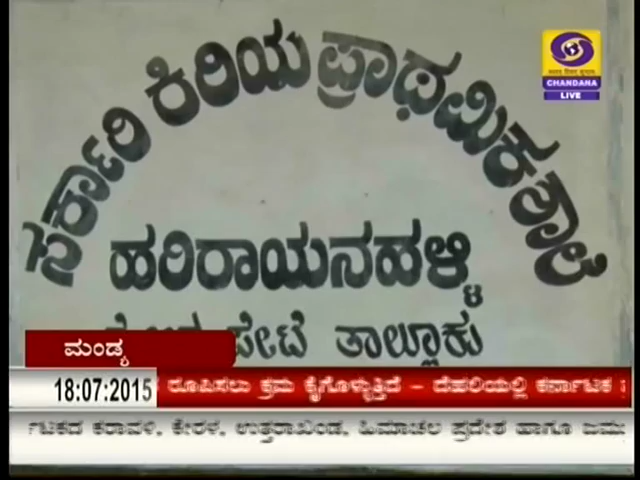 ಸರ್ಕಾರಿ ಕಿರಿಯ ಪ್ರಾಥಮಿಕ ಶಾಲೆ
CHANDANA
LIVE
ಹರಿರಾಯನಹಳ್ಳಿ
ಪೇಟೆ ತಾಲ್ಲೂಕು
ಮಂಡ್ಯ
18:07:2015 ರೂಪಿಸಲು ಕ್ರಮ ಕೈಗೊಳ್ಳುತ್ತಿದೆ – ದೆಹಲಿಯಲ್ಲಿ ಕರ್ನಾಟಕ
ಕರಾವಳಿ, ಕೇರಳ, ಉತ್ತರಾಖಂಡ, ಹಿಮಾಚಲ ಪ್ರದೇಶ ಹಾಗೂ